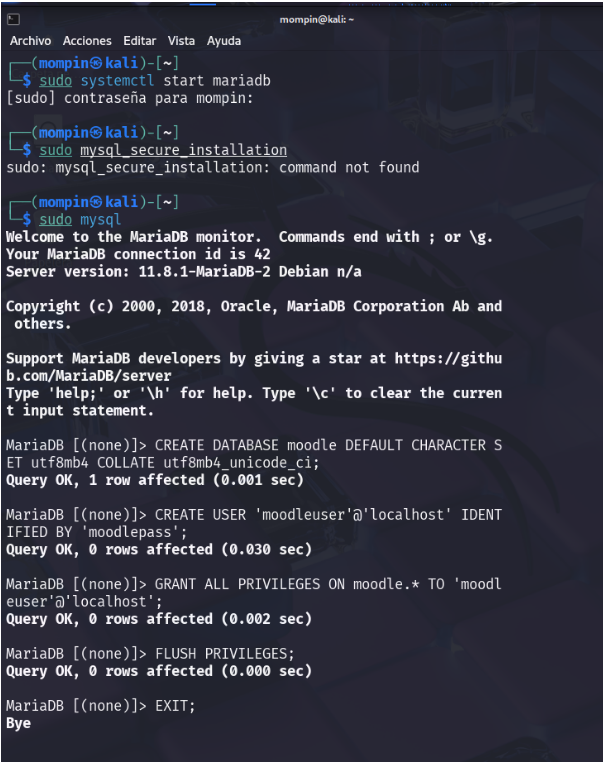 mompin@kali: ~
Archivo Acciones Editar Vista Ayuda
┌──(mompin㉿kali)-[~]
└─$ sudo systemctl start mariadb
[sudo] contraseña para mompin:
┌──(mompin㉿kali)-[~]
└─$ sudo mysql_secure_installation
sudo: mysql_secure_installation: command not found
┌──(mompin㉿kali)-[~]
└─$ sudo mysql
Welcome to the MariaDB monitor.  Commands end with ; or \g.
Your MariaDB connection id is 42
Server version: 11.8.1-MariaDB-2 Debian n/a
Copyright (c) 2000, 2018, Oracle, MariaDB Corporation Ab and
 others.
Support MariaDB developers by giving a star at https://githu
b.com/MariaDB/server
Type 'help;' or '\h' for help. Type '\c' to clear the curren
t input statement.
MariaDB [(none)]> CREATE DATABASE moodle DEFAULT CHARACTER S
ET utf8mb4 COLLATE utf8mb4_unicode_ci;
Query OK, 1 row affected (0.001 sec)
MariaDB [(none)]> CREATE USER 'moodleuser'@'localhost' IDENT
IFIED BY 'moodlepass';
Query OK, 0 rows affected (0.030 sec)
MariaDB [(none)]> GRANT ALL PRIVILEGES ON moodle.* TO 'moodl
euser'@'localhost';
Query OK, 0 rows affected (0.002 sec)
MariaDB [(none)]> FLUSH PRIVILEGES;
Query OK, 0 rows affected (0.000 sec)
MariaDB [(none)]> EXIT;
Bye